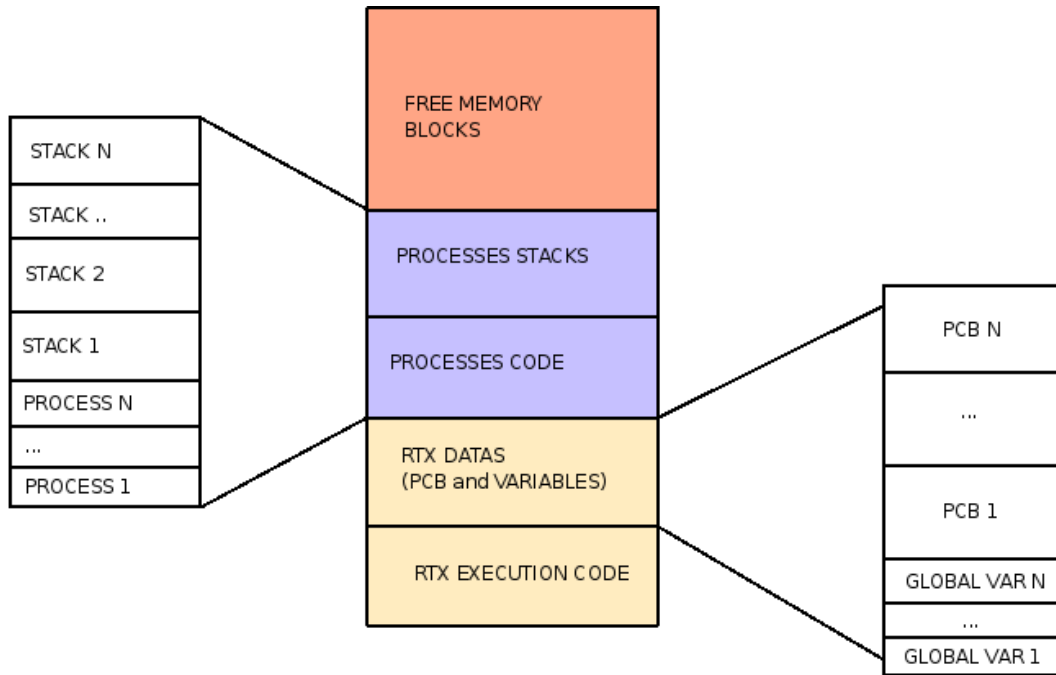 STACK N
STACK ..
STACK 2
STACK 1
PROCESS N
...
PROCESS 1
FREE MEMORY
BLOCKS
PROCESSES STACKS
PROCESSES CODE
RTX DATAS
(PCB and VARIABLES)
RTX EXECUTION CODE
PCB N
...
PCB 1
GLOBAL VAR N
...
GLOBAL VAR 1